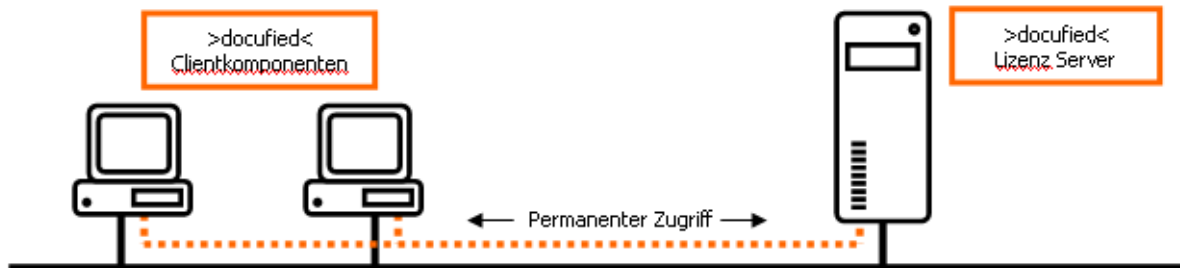 >docufied<
Clientkomponenten
>docufied<
Lizenz Server
Permanenter Zugriff